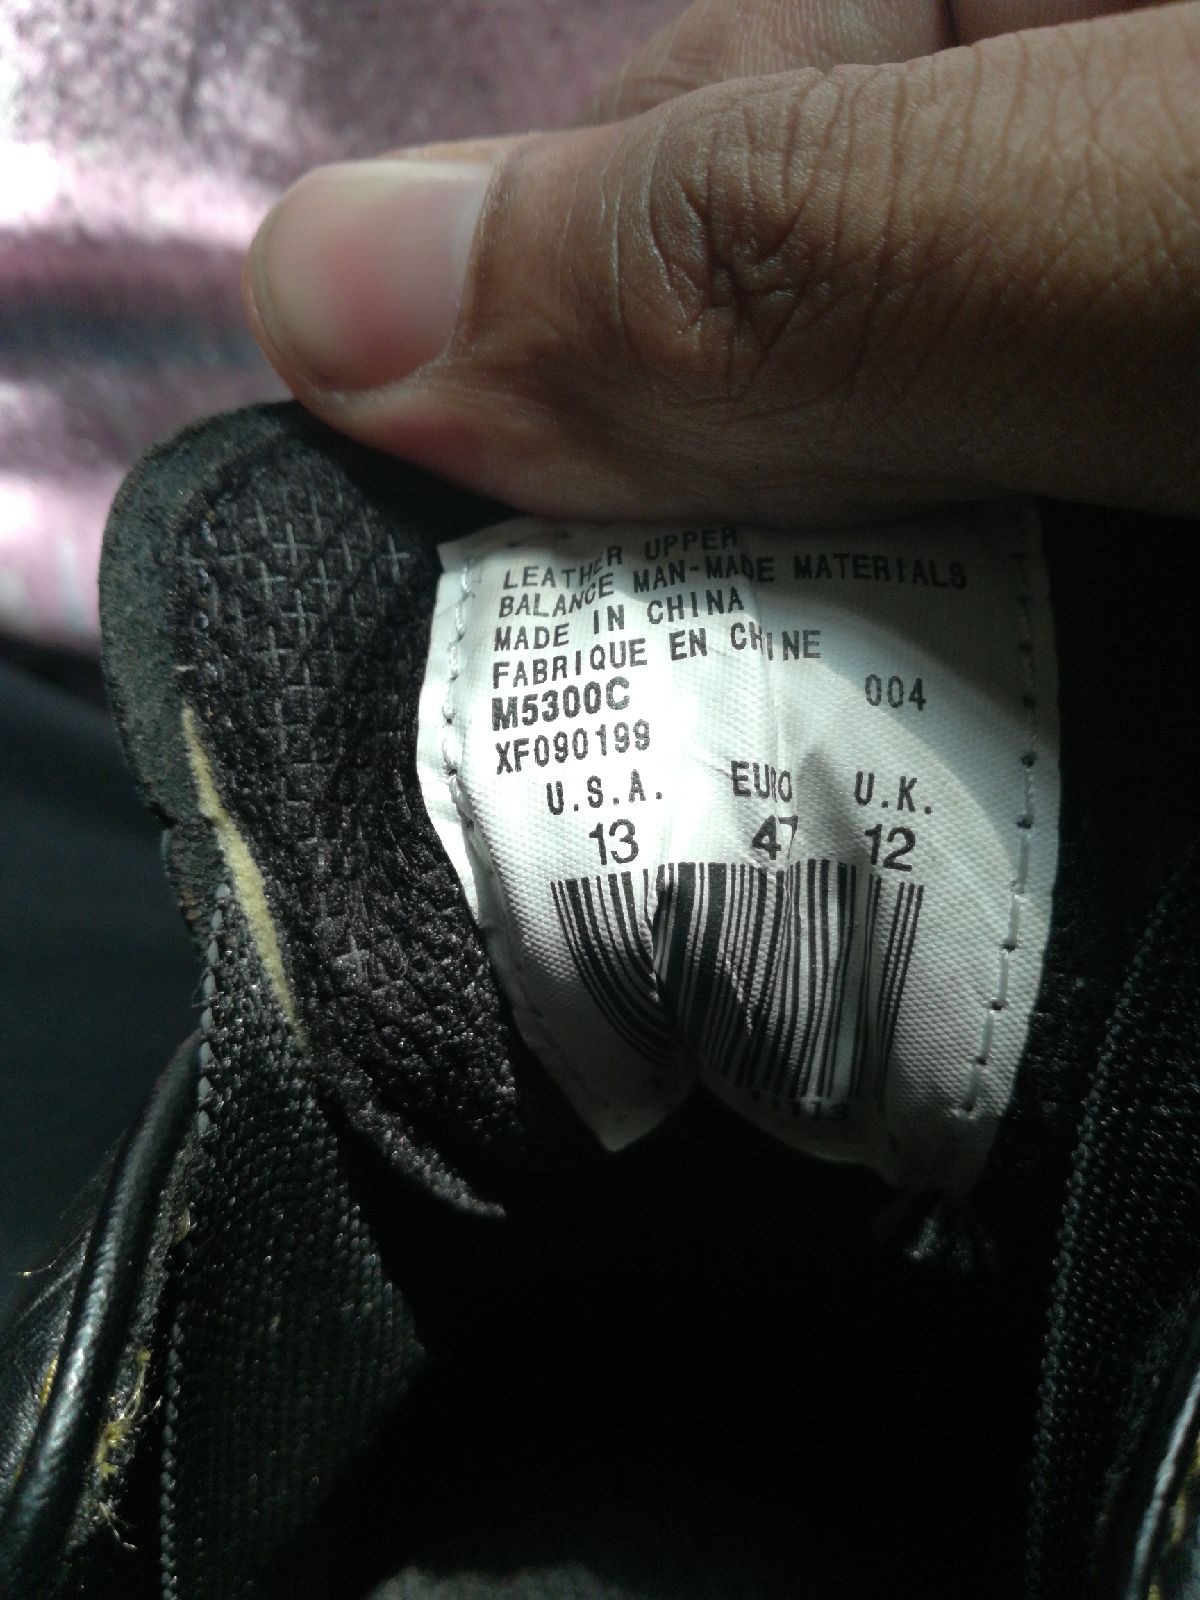 LEATHER UPPER
BALANCE MAN-MADE MATERIALS
MADE IN CHINA
FABRIQUE EN CHINE
M5300C 004
XF090199
U.S.A. EURO U.K.
13 47 12